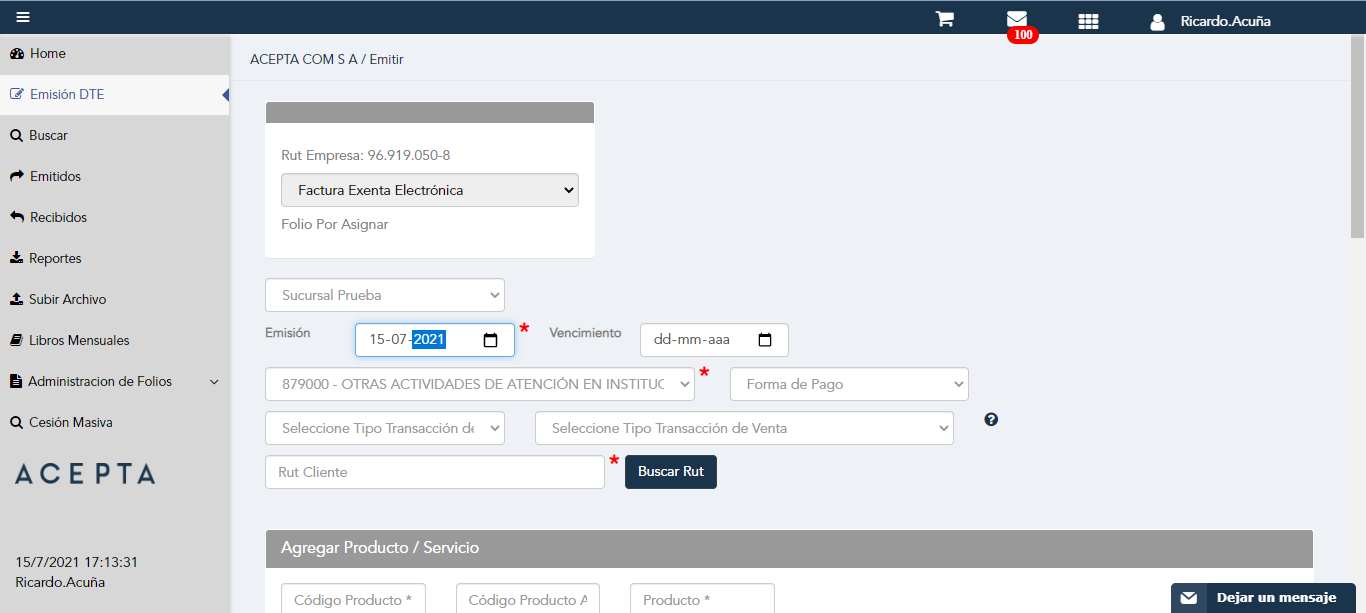 Ricardo.Acuña
100
Home
Emisión DTE
Buscar
Emitidos
Recibidos
Reportes
Subir Archivo
Libros Mensuales
Administracion de Folios
Cesión Masiva
ACEPTA
15/7/2021 17:13:31
Ricardo.Acuña
ACEPTA COM S A / Emitir
Rut Empresa: 96.919.050-8
Factura Exenta Electrónica
Folio Por Asignar
Sucursal Prueba
Emisión 15-07-2021 * Vencimiento dd-mm-aaa
879000 - OTRAS ACTIVIDADES DE ATENCIÓN EN INSTITUC * Forma de Pago
Seleccione Tipo Transacción de Seleccione Tipo Transacción de Venta ?
Rut Cliente * Buscar Rut
Agregar Producto / Servicio
Código Producto * Código Producto A Producto *
Dejar un mensaje